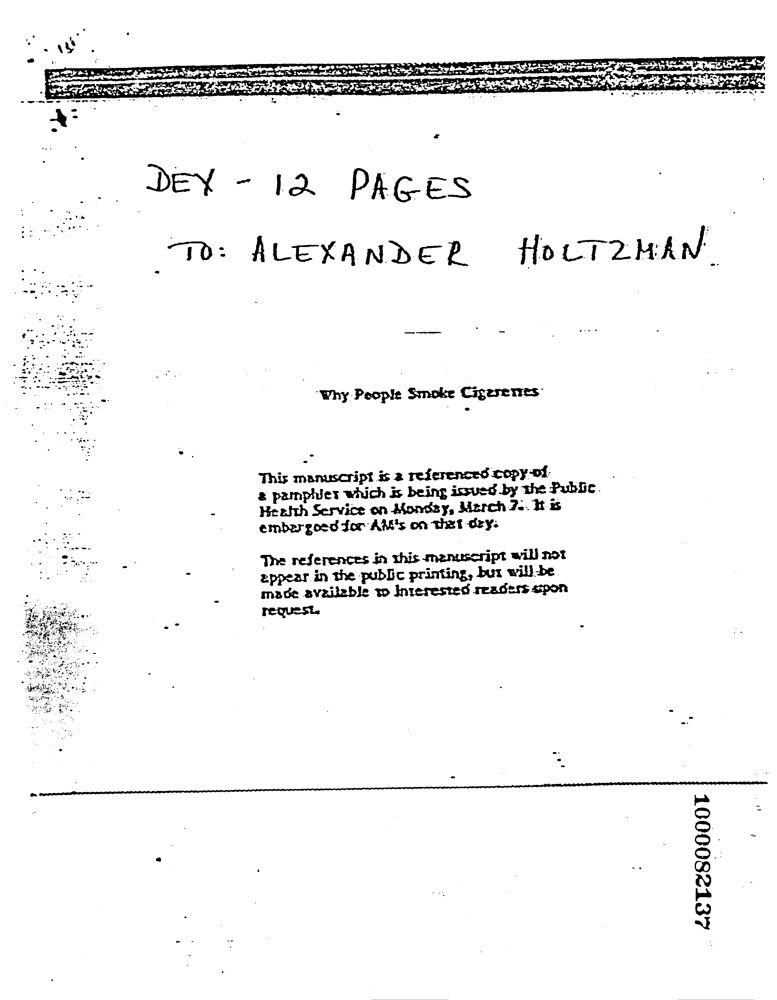 DEX - 12 PAGES
TO: ALEXANDER HOLTZMAN
Why People Smoke Cigarettes
This manuscript is a referenced copy of
a pamphlet which is being issued by the Public
Health Service on Monday, March 7. It is
embargoed for AM's on that day.
The references in this manuscript will not
appear in the public printing, but will be
made available to interested readers upon
request.
1000082137